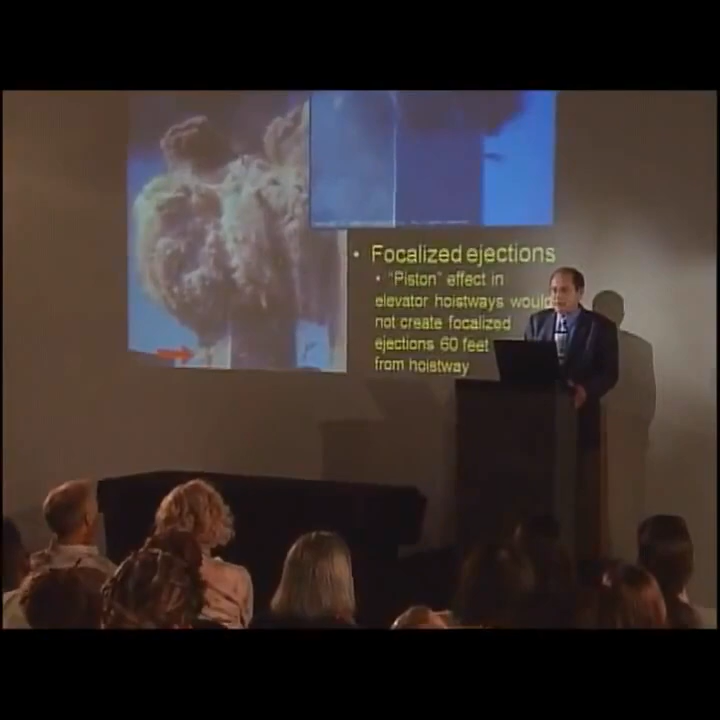 • Focalized ejections
• "Piston" effect in
elevator hoistways would
not create focalized
ejections 60 feet
from hoistway